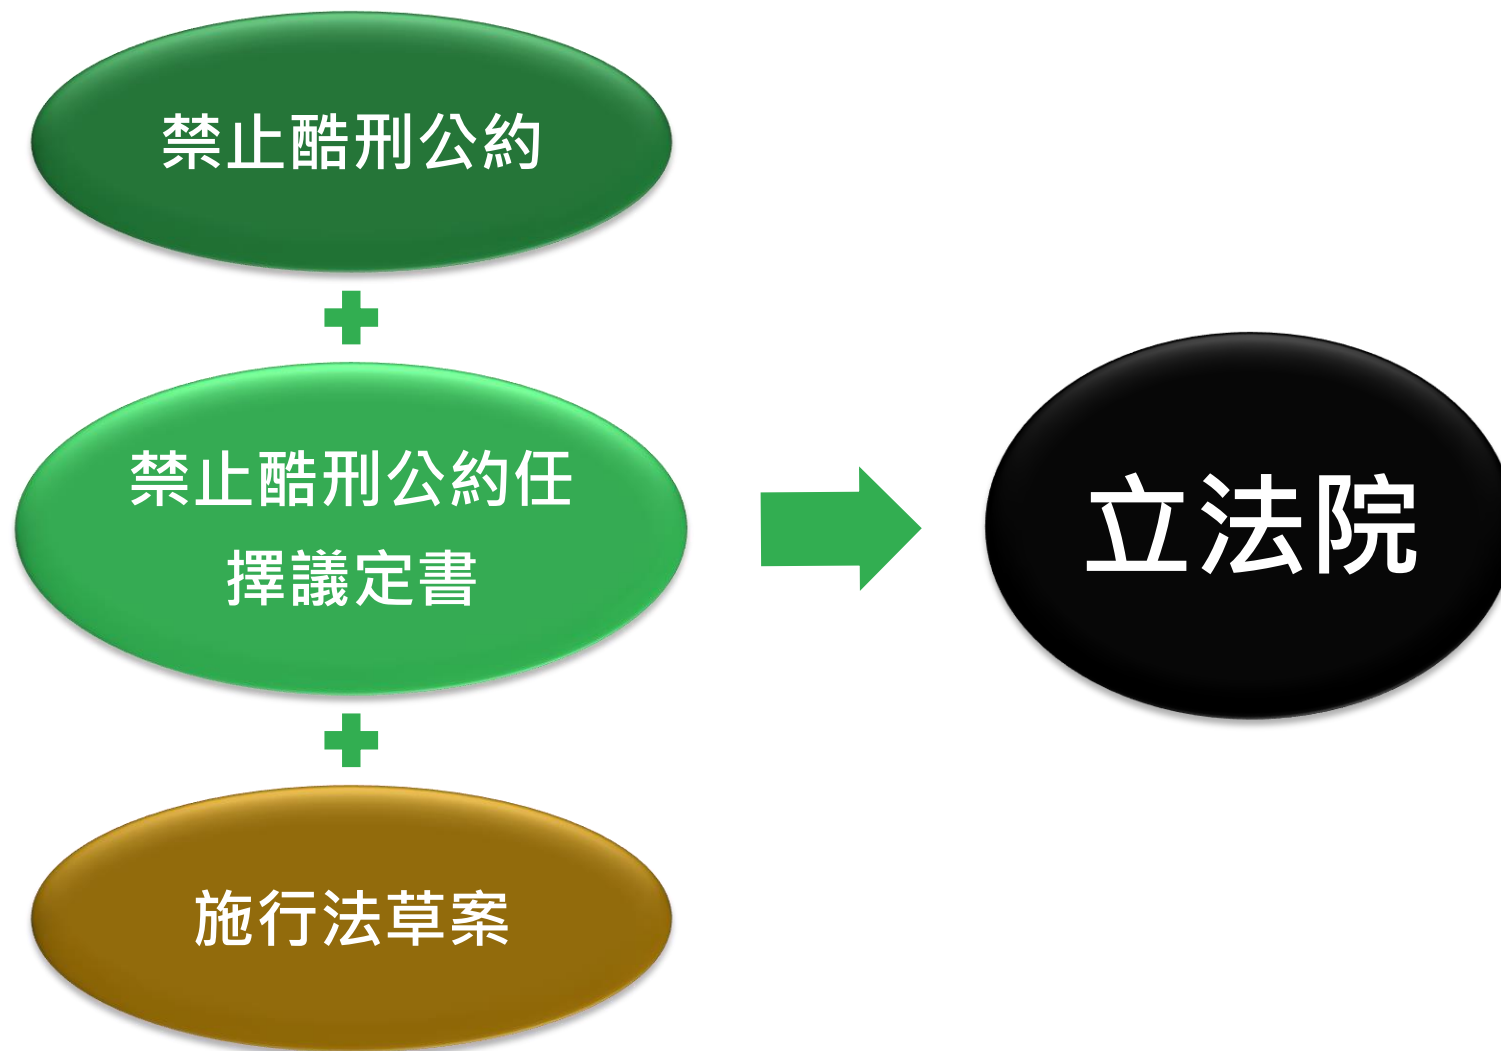 禁止酷刑公約
禁止酷刑公約任
擇議定書
施行法草案
立法院